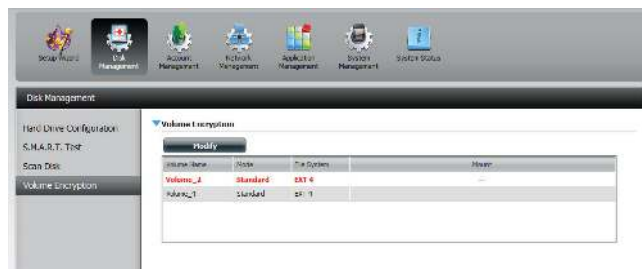 Setup Wizard
Disk Management
Account Management
Network Management
Application Management
System Management
System Status
Disk Management
Hard Drive Configuration
S.M.A.R.T. Test
Scan Disk
Volume Encryption
Volume Encryption
Modify
Volume Name Mode File System Mount
Volume_2 Standard EXT 4 --
Standard EXT 4